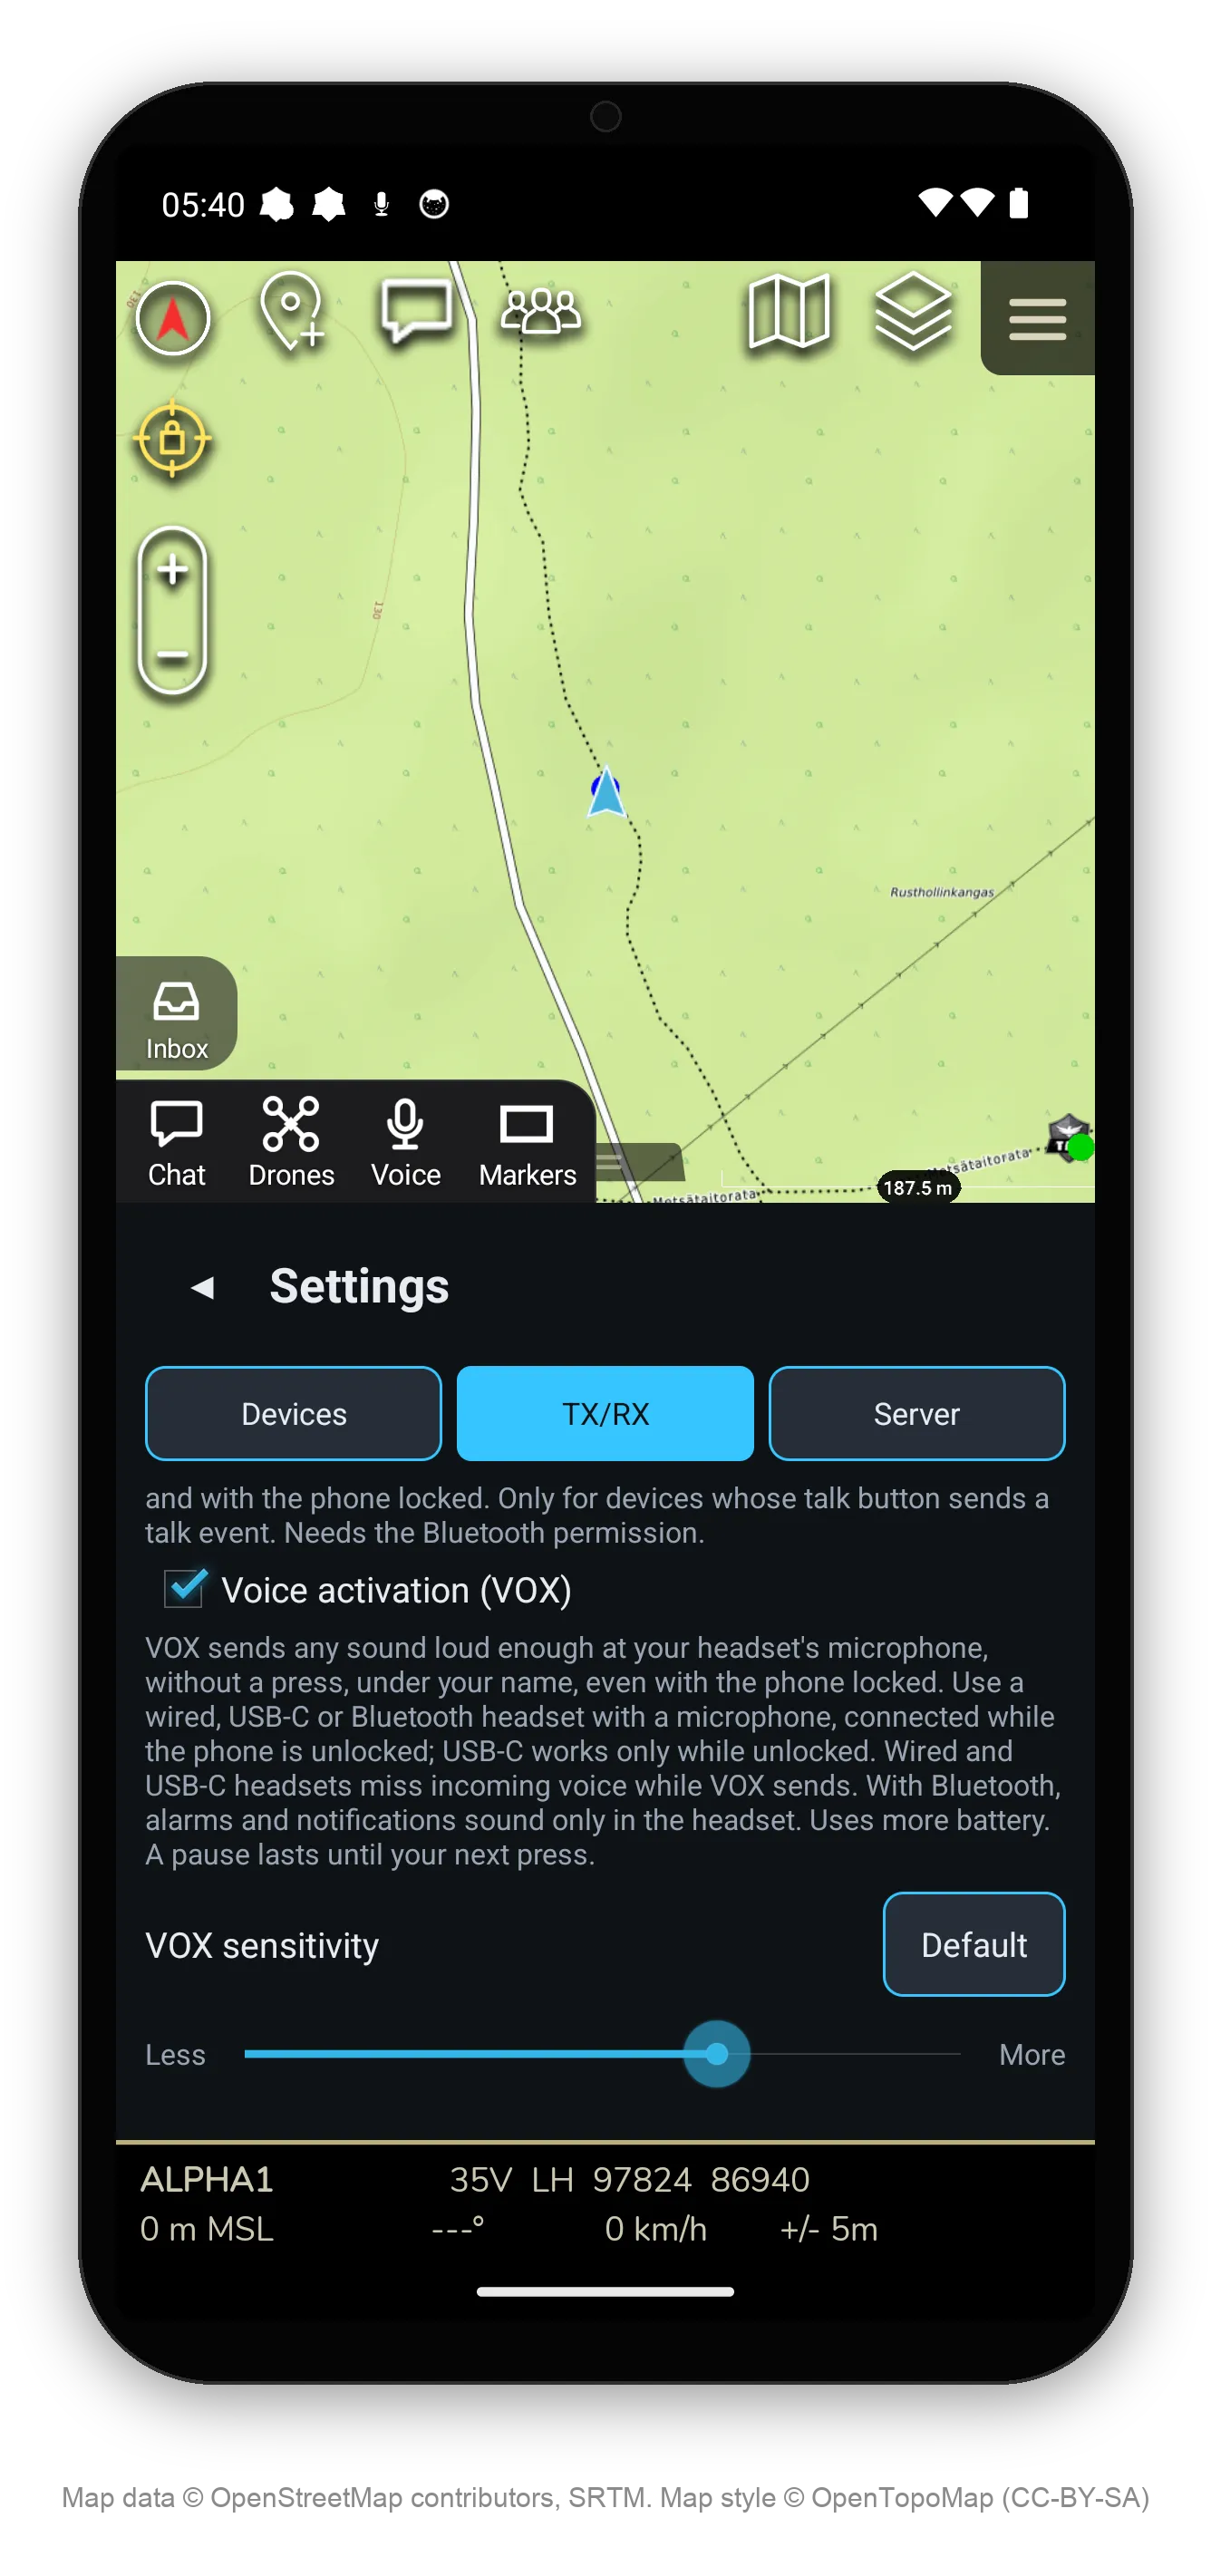 05:40
130
130
Rusthollinkangas
Inbox
Chat
Drones
Voice
Markers
Metsätaitorata
Metsätaitorata
187.5 m
Settings
Devices
TX/RX
Server
and with the phone locked. Only for devices whose talk button sends a
talk event. Needs the Bluetooth permission.
Voice activation (VOX)
VOX sends any sound loud enough at your headset's microphone,
without a press, under your name, even with the phone locked. Use a
wired, USB-C or Bluetooth headset with a microphone, connected while
the phone is unlocked; USB-C works only while unlocked. Wired and
USB-C headsets miss incoming voice while VOX sends. With Bluetooth,
alarms and notifications sound only in the headset. Uses more battery.
A pause lasts until your next press.
VOX sensitivity
Default
Less
More
ALPHA1 35V LH 97824 86940
0 m MSL ---° 0 km/h +/- 5m
Map data © OpenStreetMap contributors, SRTM. Map style © OpenTopoMap (CC-BY-SA)